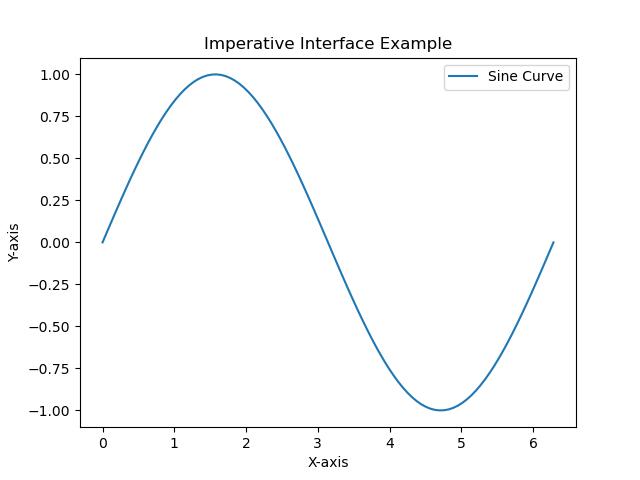 Imperative Interface Example
Sine Curve
1.00
0.75
0.50
0.25
0.00
−0.25
−0.50
−0.75
−1.00
Y-axis
0 1 2 3 4 5 6
X-axis